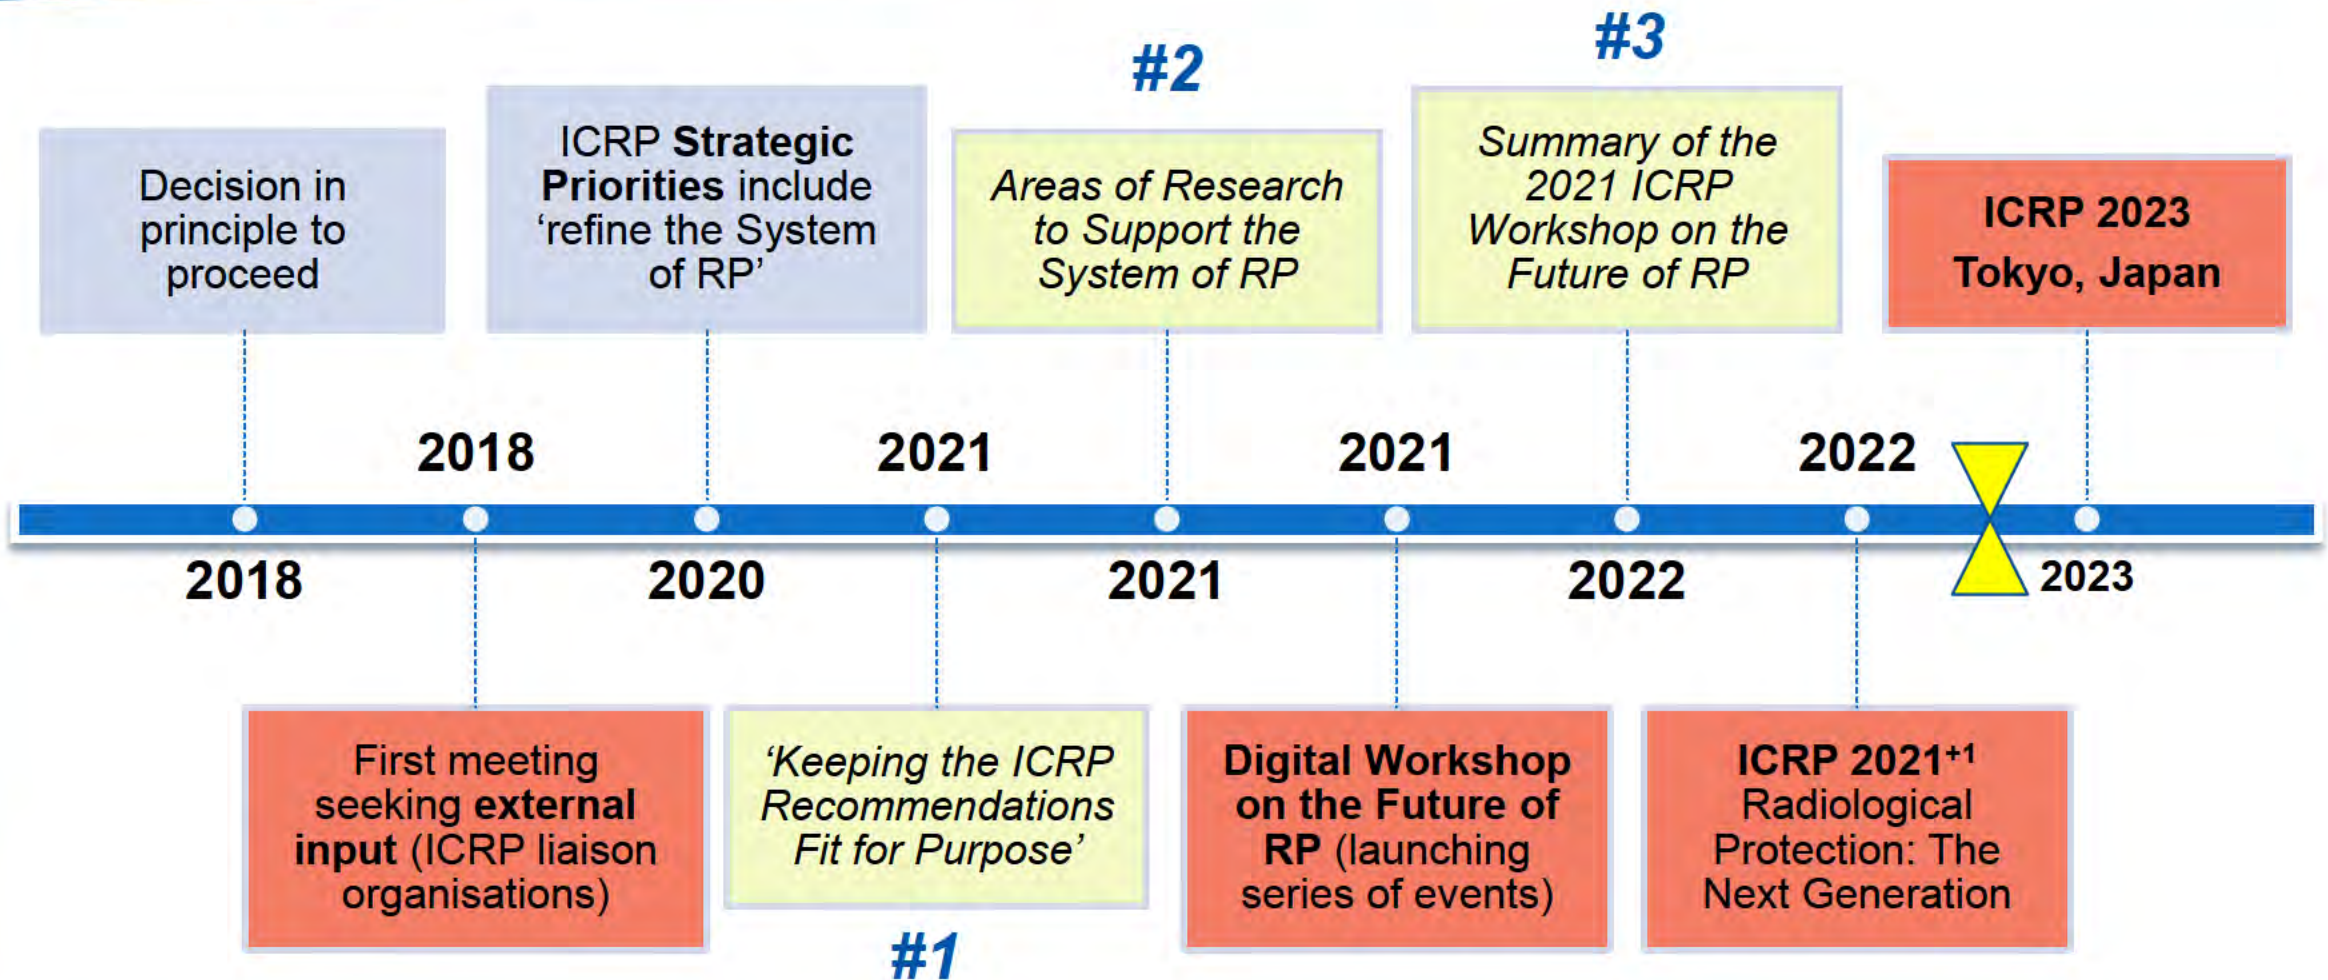 #2
#3
Decision in
principle to
proceed
ICRP Strategic
Priorities include
‘refine the System
of RP’
Areas of Research
to Support the
System of RP
Summary of the
2021 ICRP
Workshop on the
Future of RP
ICRP 2023
Tokyo, Japan
2018
2021
2021
2022
2018
2020
2021
2022
2023
First meeting
seeking external
input (ICRP liaison
organisations)
‘Keeping the ICRP
Recommendations
Fit for Purpose’
#1
Digital Workshop
on the Future of
RP (launching
series of events)
ICRP 2021+1
Radiological
Protection: The
Next Generation